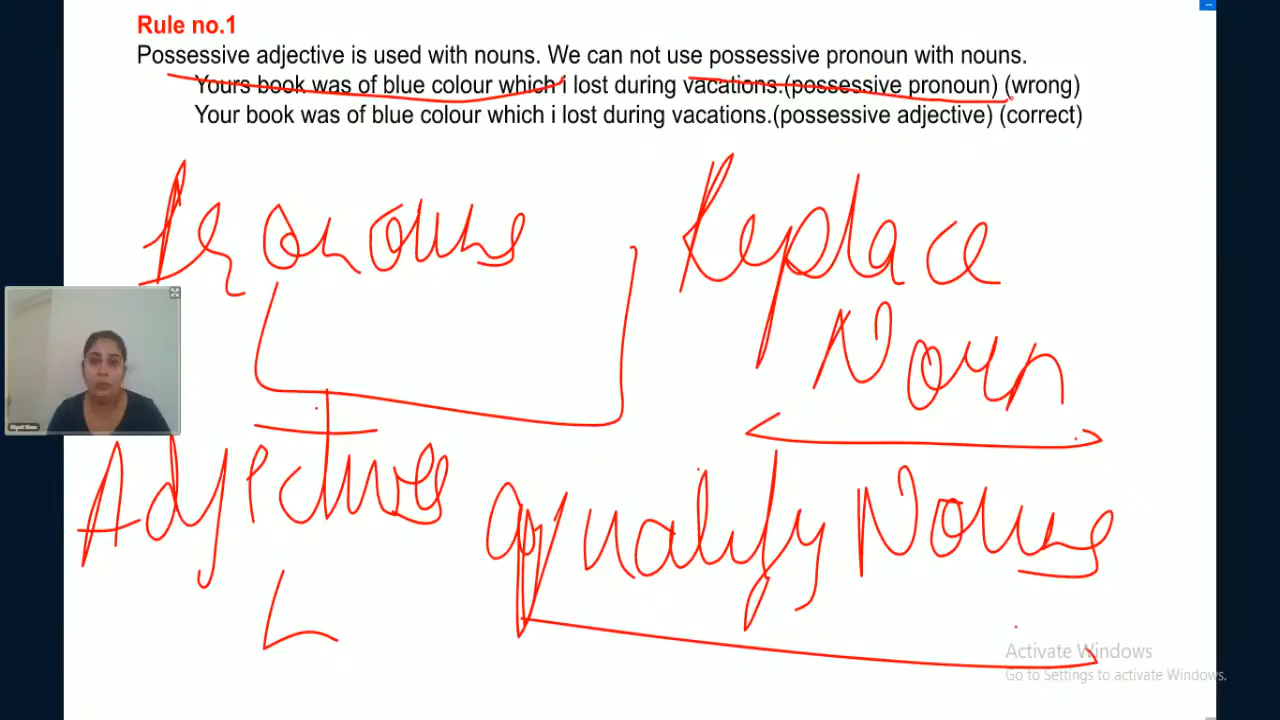 Rule no.1
Possessive adjective is used with nouns. We can not use possessive pronoun with nouns.
Yours book was of blue colour which i lost during vacations.(possessive pronoun) (wrong)
Your book was of blue colour which i lost during vacations.(possessive adjective) (correct)
Pronouns Replace
Noun
Adjectives qualify Nouns
Activate Windows
Go to Settings to activate Windows.